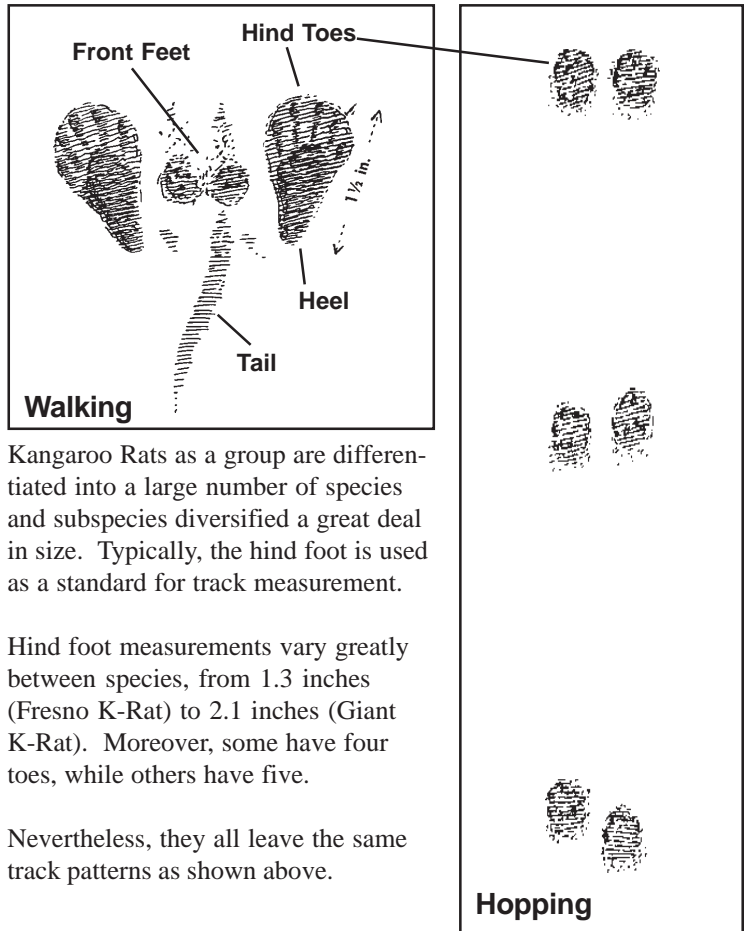 Front Feet
Hind Toes
1½ in.
Heel
Tail
Walking
Kangaroo Rats as a group are differen-
tiated into a large number of species
and subspecies diversified a great deal
in size.  Typically, the hind foot is used
as a standard for track measurement.
Hind foot measurements vary greatly
between species, from 1.3 inches
(Fresno K-Rat) to 2.1 inches (Giant
K-Rat).  Moreover, some have four
toes, while others have five.
Nevertheless, they all leave the same
track patterns as shown above.
Hopping